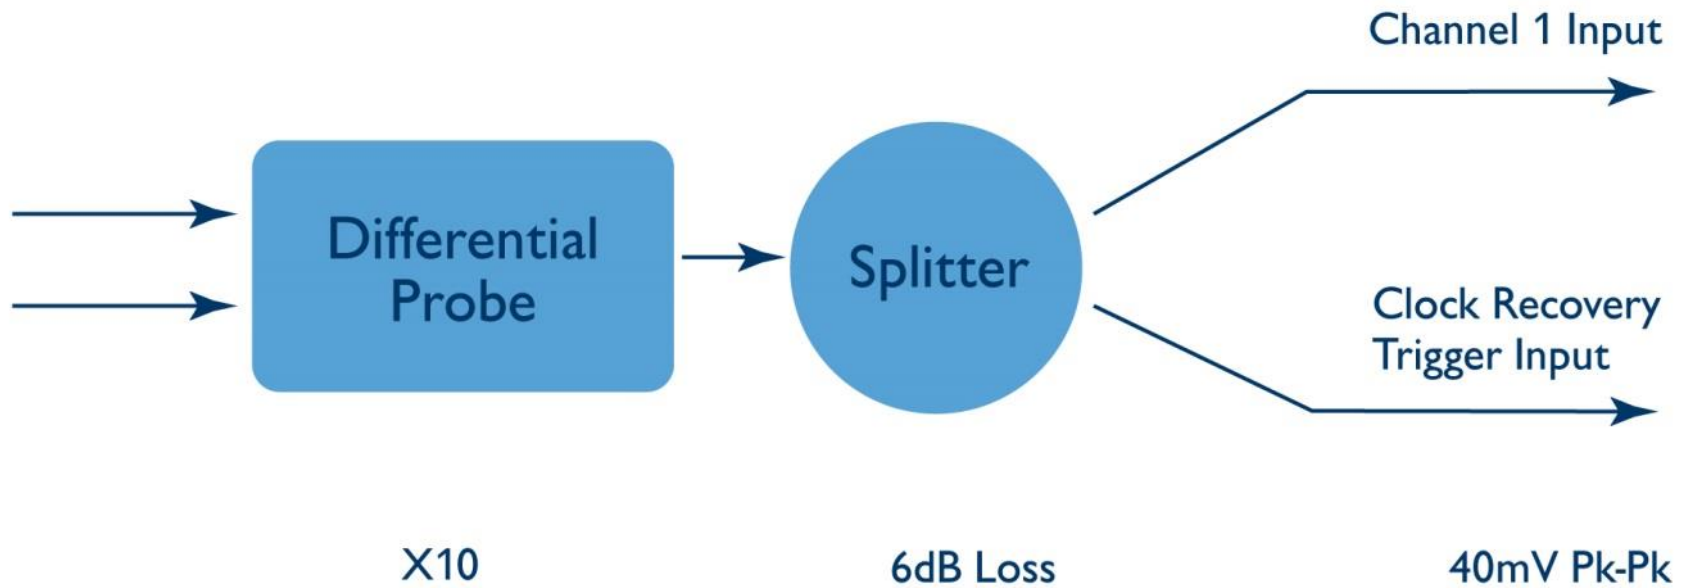 Channel 1 Input
Differential
Probe
Splitter
Clock Recovery
Trigger Input
X10
6dB Loss
40mV Pk-Pk